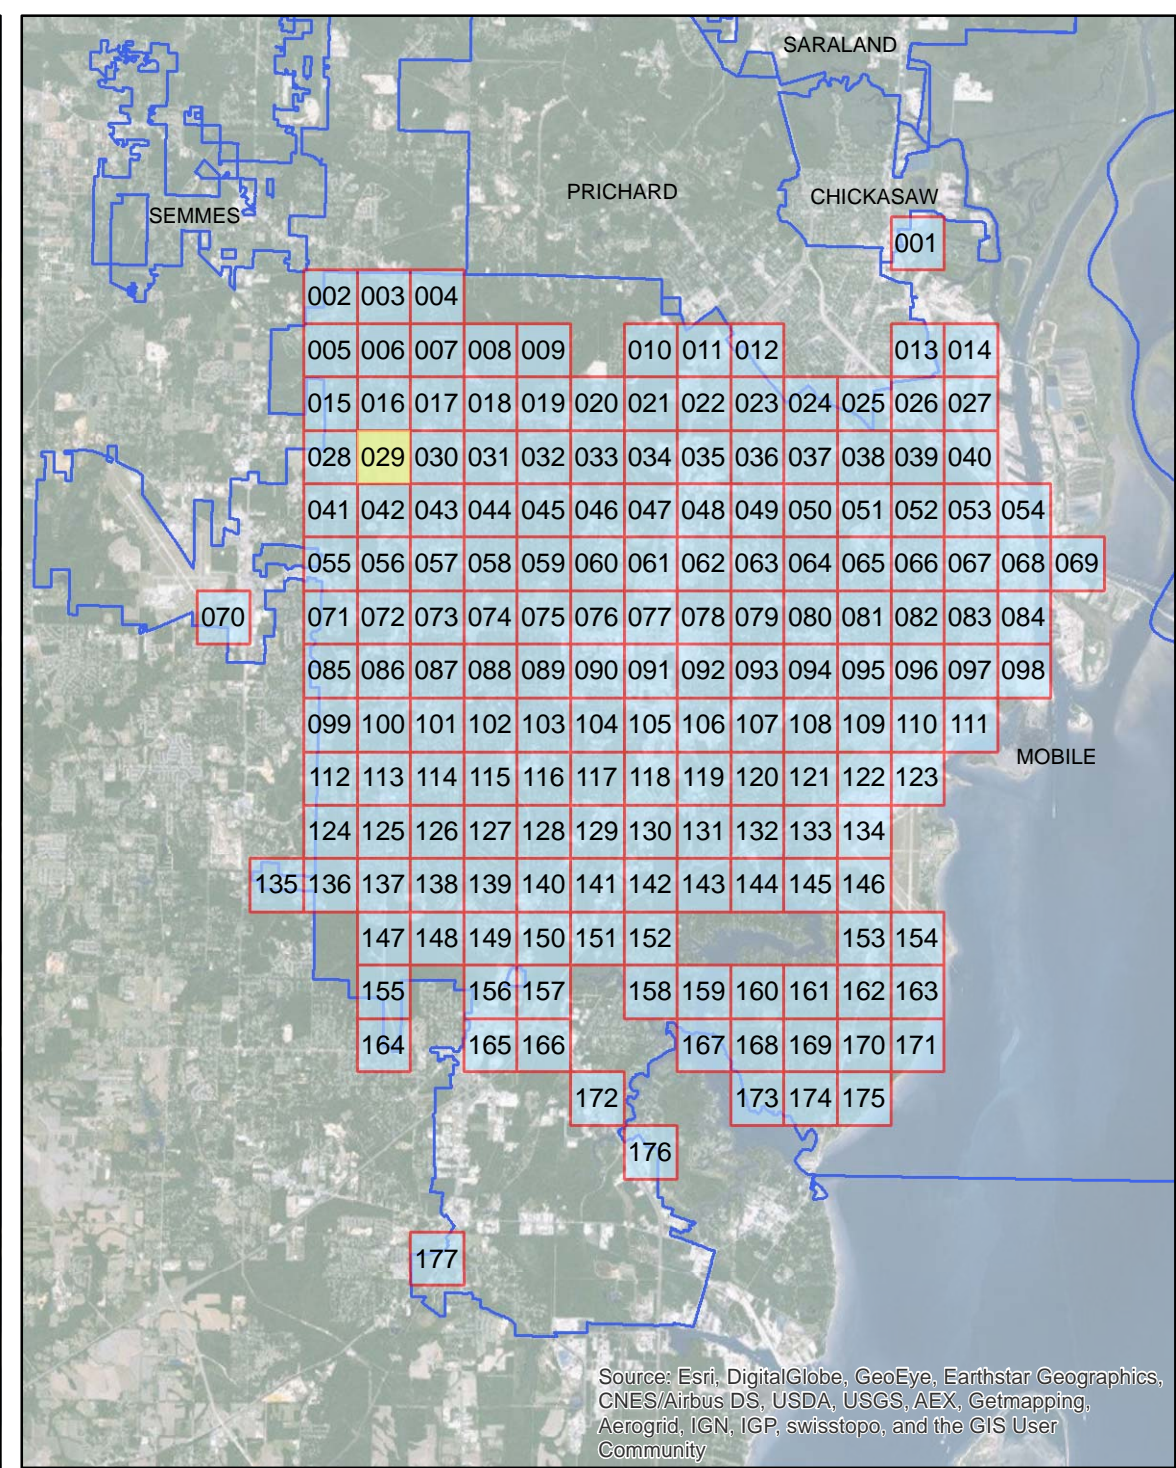 SARALAND
PRICHARD CHICKASAW
SEMMES
001
002 003 004
005 006 007 008 009 010 011 012 013 014
015 016 017 018 019 020 021 022 023 024 025 026 027
028 029 030 031 032 033 034 035 036 037 038 039 040
041 042 043 044 045 046 047 048 049 050 051 052 053 054
055 056 057 058 059 060 061 062 063 064 065 066 067 068 069
070 071 072 073 074 075 076 077 078 079 080 081 082 083 084
085 086 087 088 089 090 091 092 093 094 095 096 097 098
099 100 101 102 103 104 105 106 107 108 109 110 111
MOBILE
112 113 114 115 116 117 118 119 120 121 122 123
124 125 126 127 128 129 130 131 132 133 134
135 136 137 138 139 140 141 142 143 144 145 146
147 148 149 150 151 152 153 154
155 156 157 158 159 160 161 162 163
164 165 166 167 168 169 170 171
172 173 174 175
176
177
Source: Esri, DigitalGlobe, GeoEye, Earthstar Geographics,
CNES/Airbus DS, USDA, USGS, AEX, Getmapping,
Aerogrid, IGN, IGP, swisstopo, and the GIS User
Community